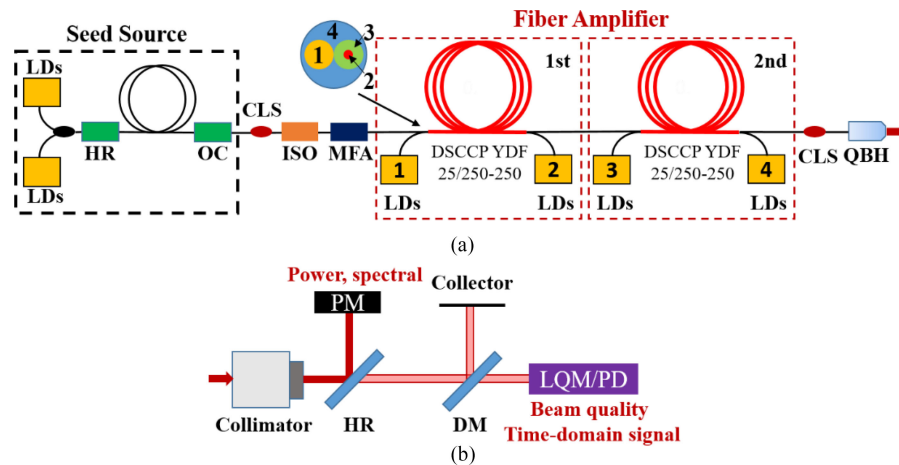 Fiber Amplifier
Seed Source
LDs
4
3
1
2
1st
2nd
CLS
HR
OC
ISO
MFA
DSCCP YDF
25/250-250
1
2
LDs
LDs
DSCCP YDF
25/250-250
3
4
LDs
LDs
CLS
QBH
LDs
(a)
Power, spectral
PM
Collector
LQM/PD
Collimator
HR
DM
Beam quality
Time-domain signal
(b)